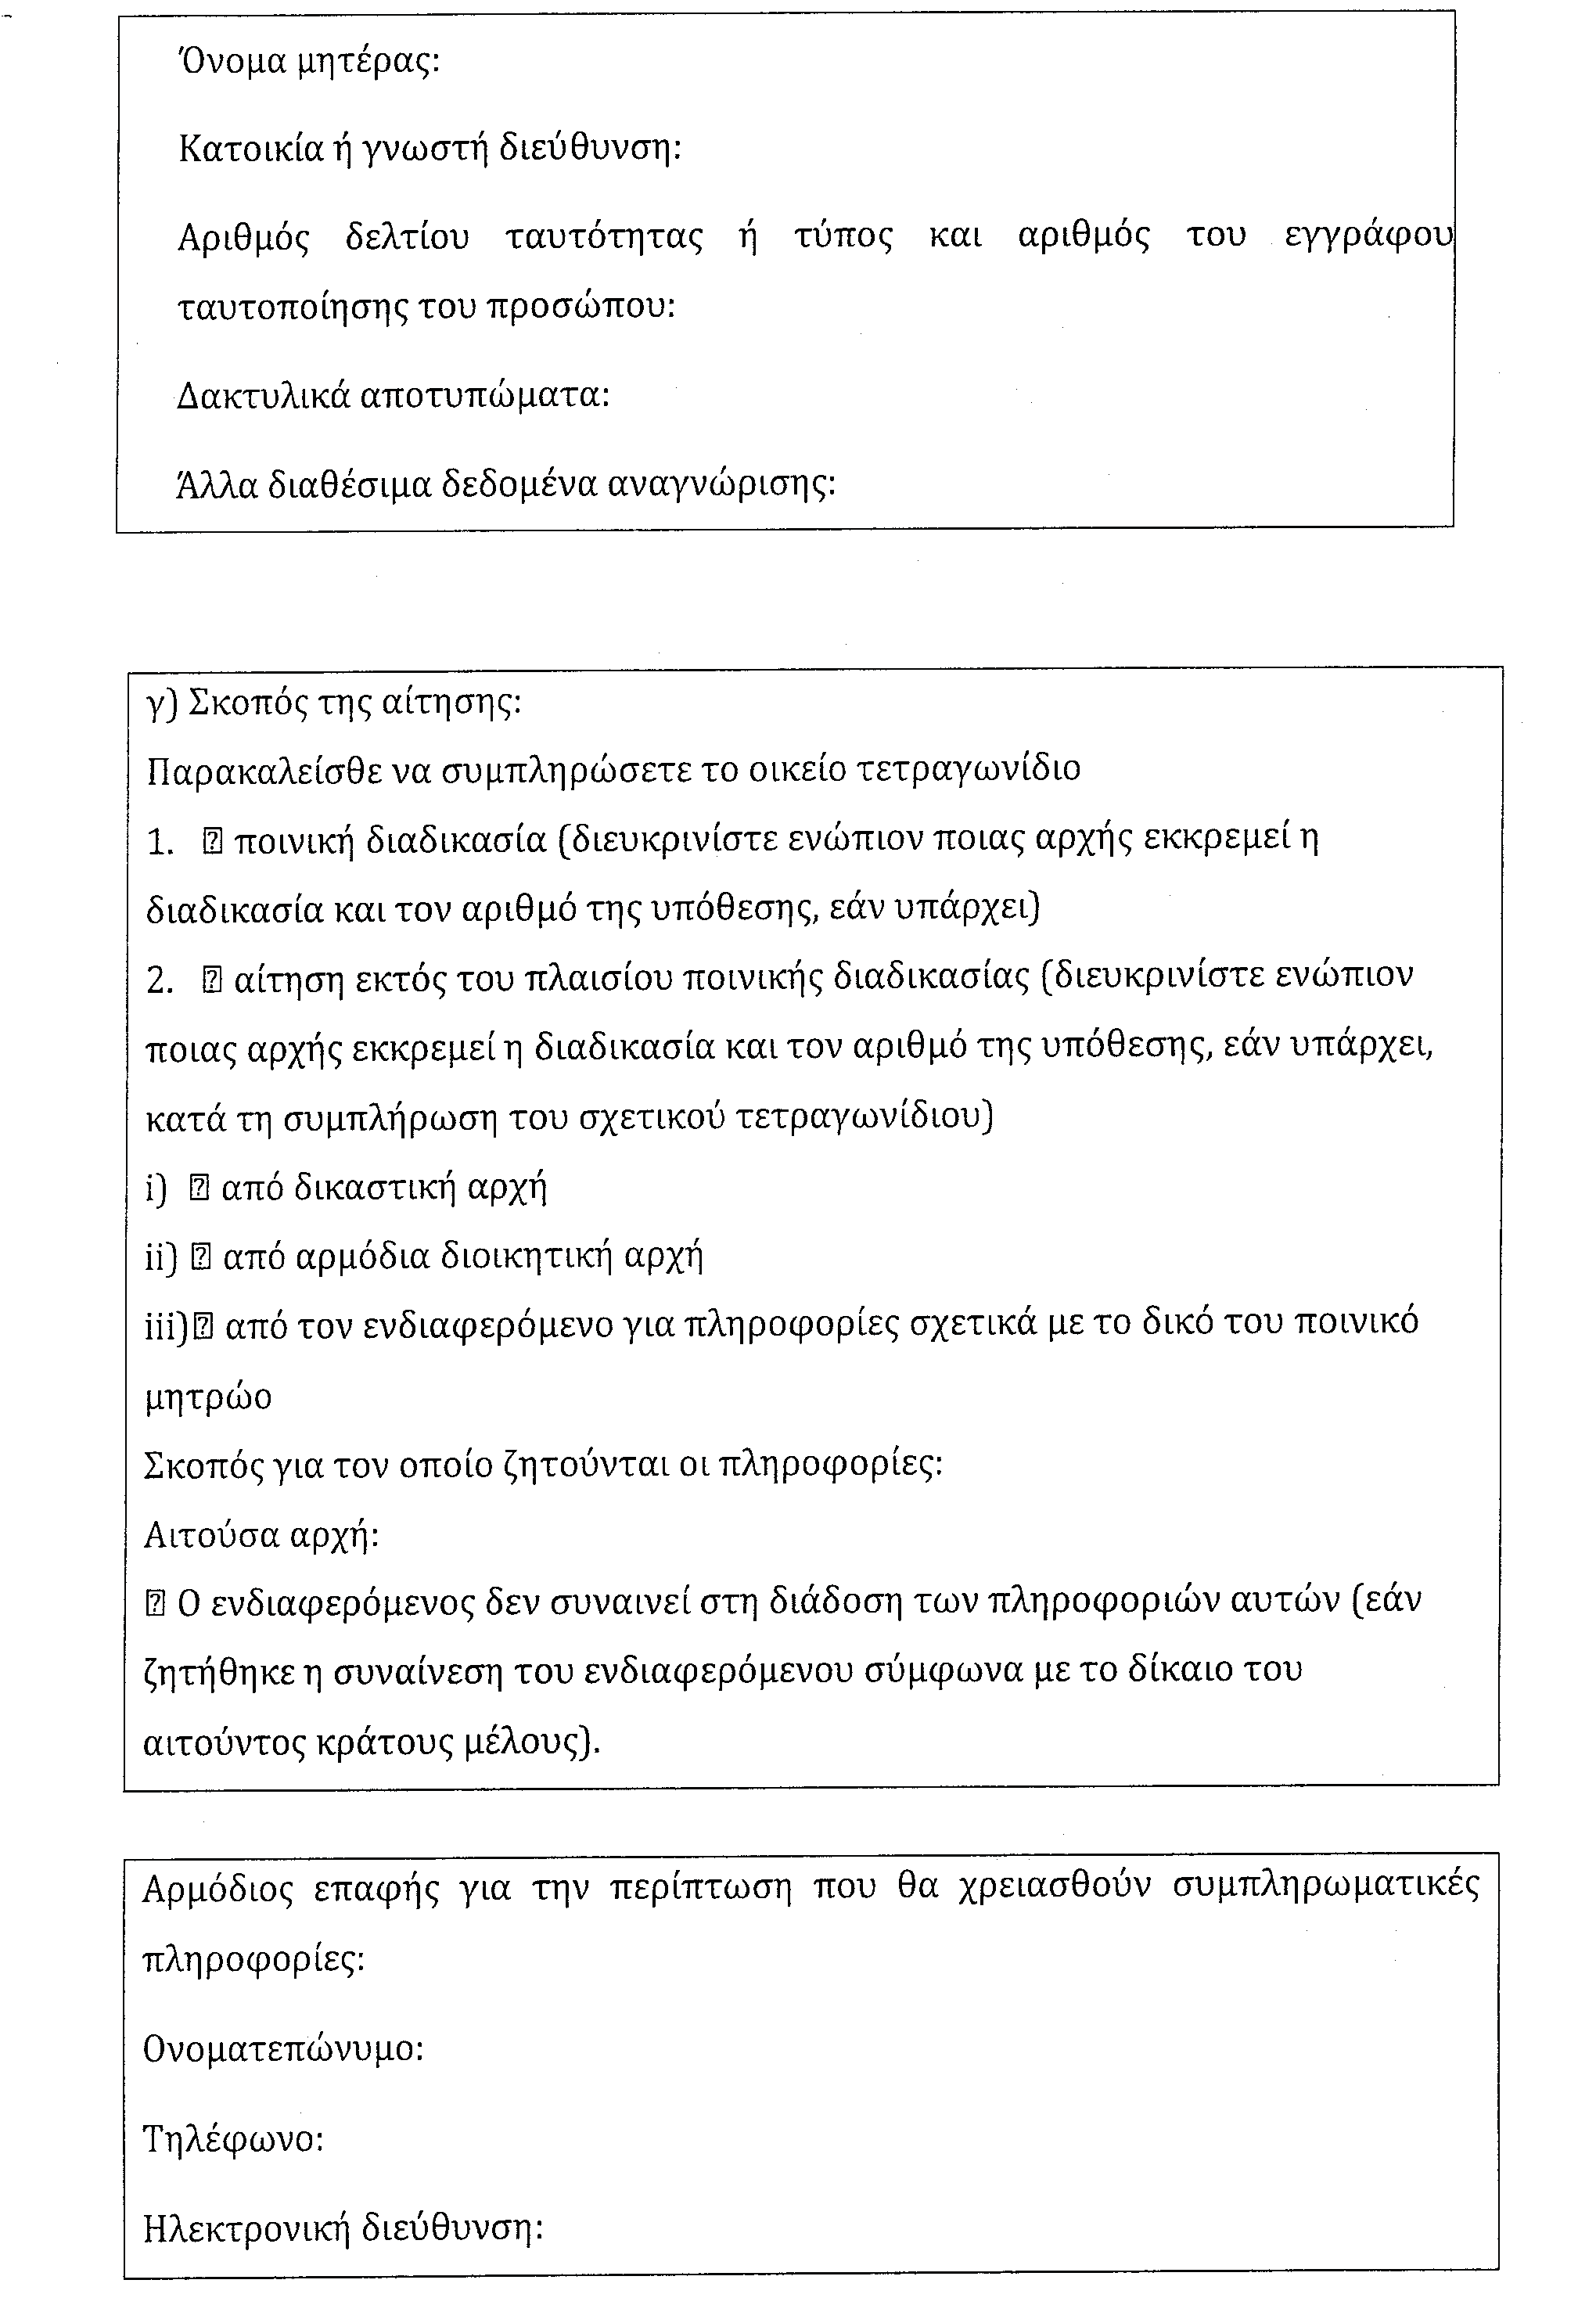 Όνομα μητέρας:
Κατοικία ή γνωστή διεύθυνση:
Αριθμός δελτίου ταυτότητας ή τύπος και αριθμός του εγγράφου
ταυτοποίησης του προσώπου:
Δακτυλικά αποτυπώματα:
Άλλα διαθέσιμα δεδομένα αναγνώρισης:
γ) Σκοπός της αίτησης:
Παρακαλείσθε να συμπληρώσετε το οικείο τετραγωνίδιο
1. ⍰ ποινική διαδικασία (διευκρινίστε ενώπιον ποιας αρχής εκκρεμεί η
διαδικασία και τον αριθμό της υπόθεσης, εάν υπάρχει)
2. ⍰ αίτηση εκτός του πλαισίου ποινικής διαδικασίας (διευκρινίστε ενώπιον
ποιας αρχής εκκρεμεί η διαδικασία και τον αριθμό της υπόθεσης, εάν υπάρχει,
κατά τη συμπλήρωση του σχετικού τετραγωνίδιου)
i) ⍰ από δικαστική αρχή
ii) ⍰ από αρμόδια διοικητική αρχή
iii)⍰ από τον ενδιαφερόμενο για πληροφορίες σχετικά με το δικό του ποινικό
μητρώο
Σκοπός για τον οποίο ζητούνται οι πληροφορίες:
Αιτούσα αρχή:
⍰ Ο ενδιαφερόμενος δεν συναινεί στη διάδοση των πληροφοριών αυτών (εάν
ζητήθηκε η συναίνεση του ενδιαφερόμενου σύμφωνα με το δίκαιο του
αιτούντος κράτους μέλους).
Αρμόδιος επαφής για την περίπτωση που θα χρειασθούν συμπληρωματικές
πληροφορίες:
Ονοματεπώνυμο:
Τηλέφωνο:
Ηλεκτρονική διεύθυνση: